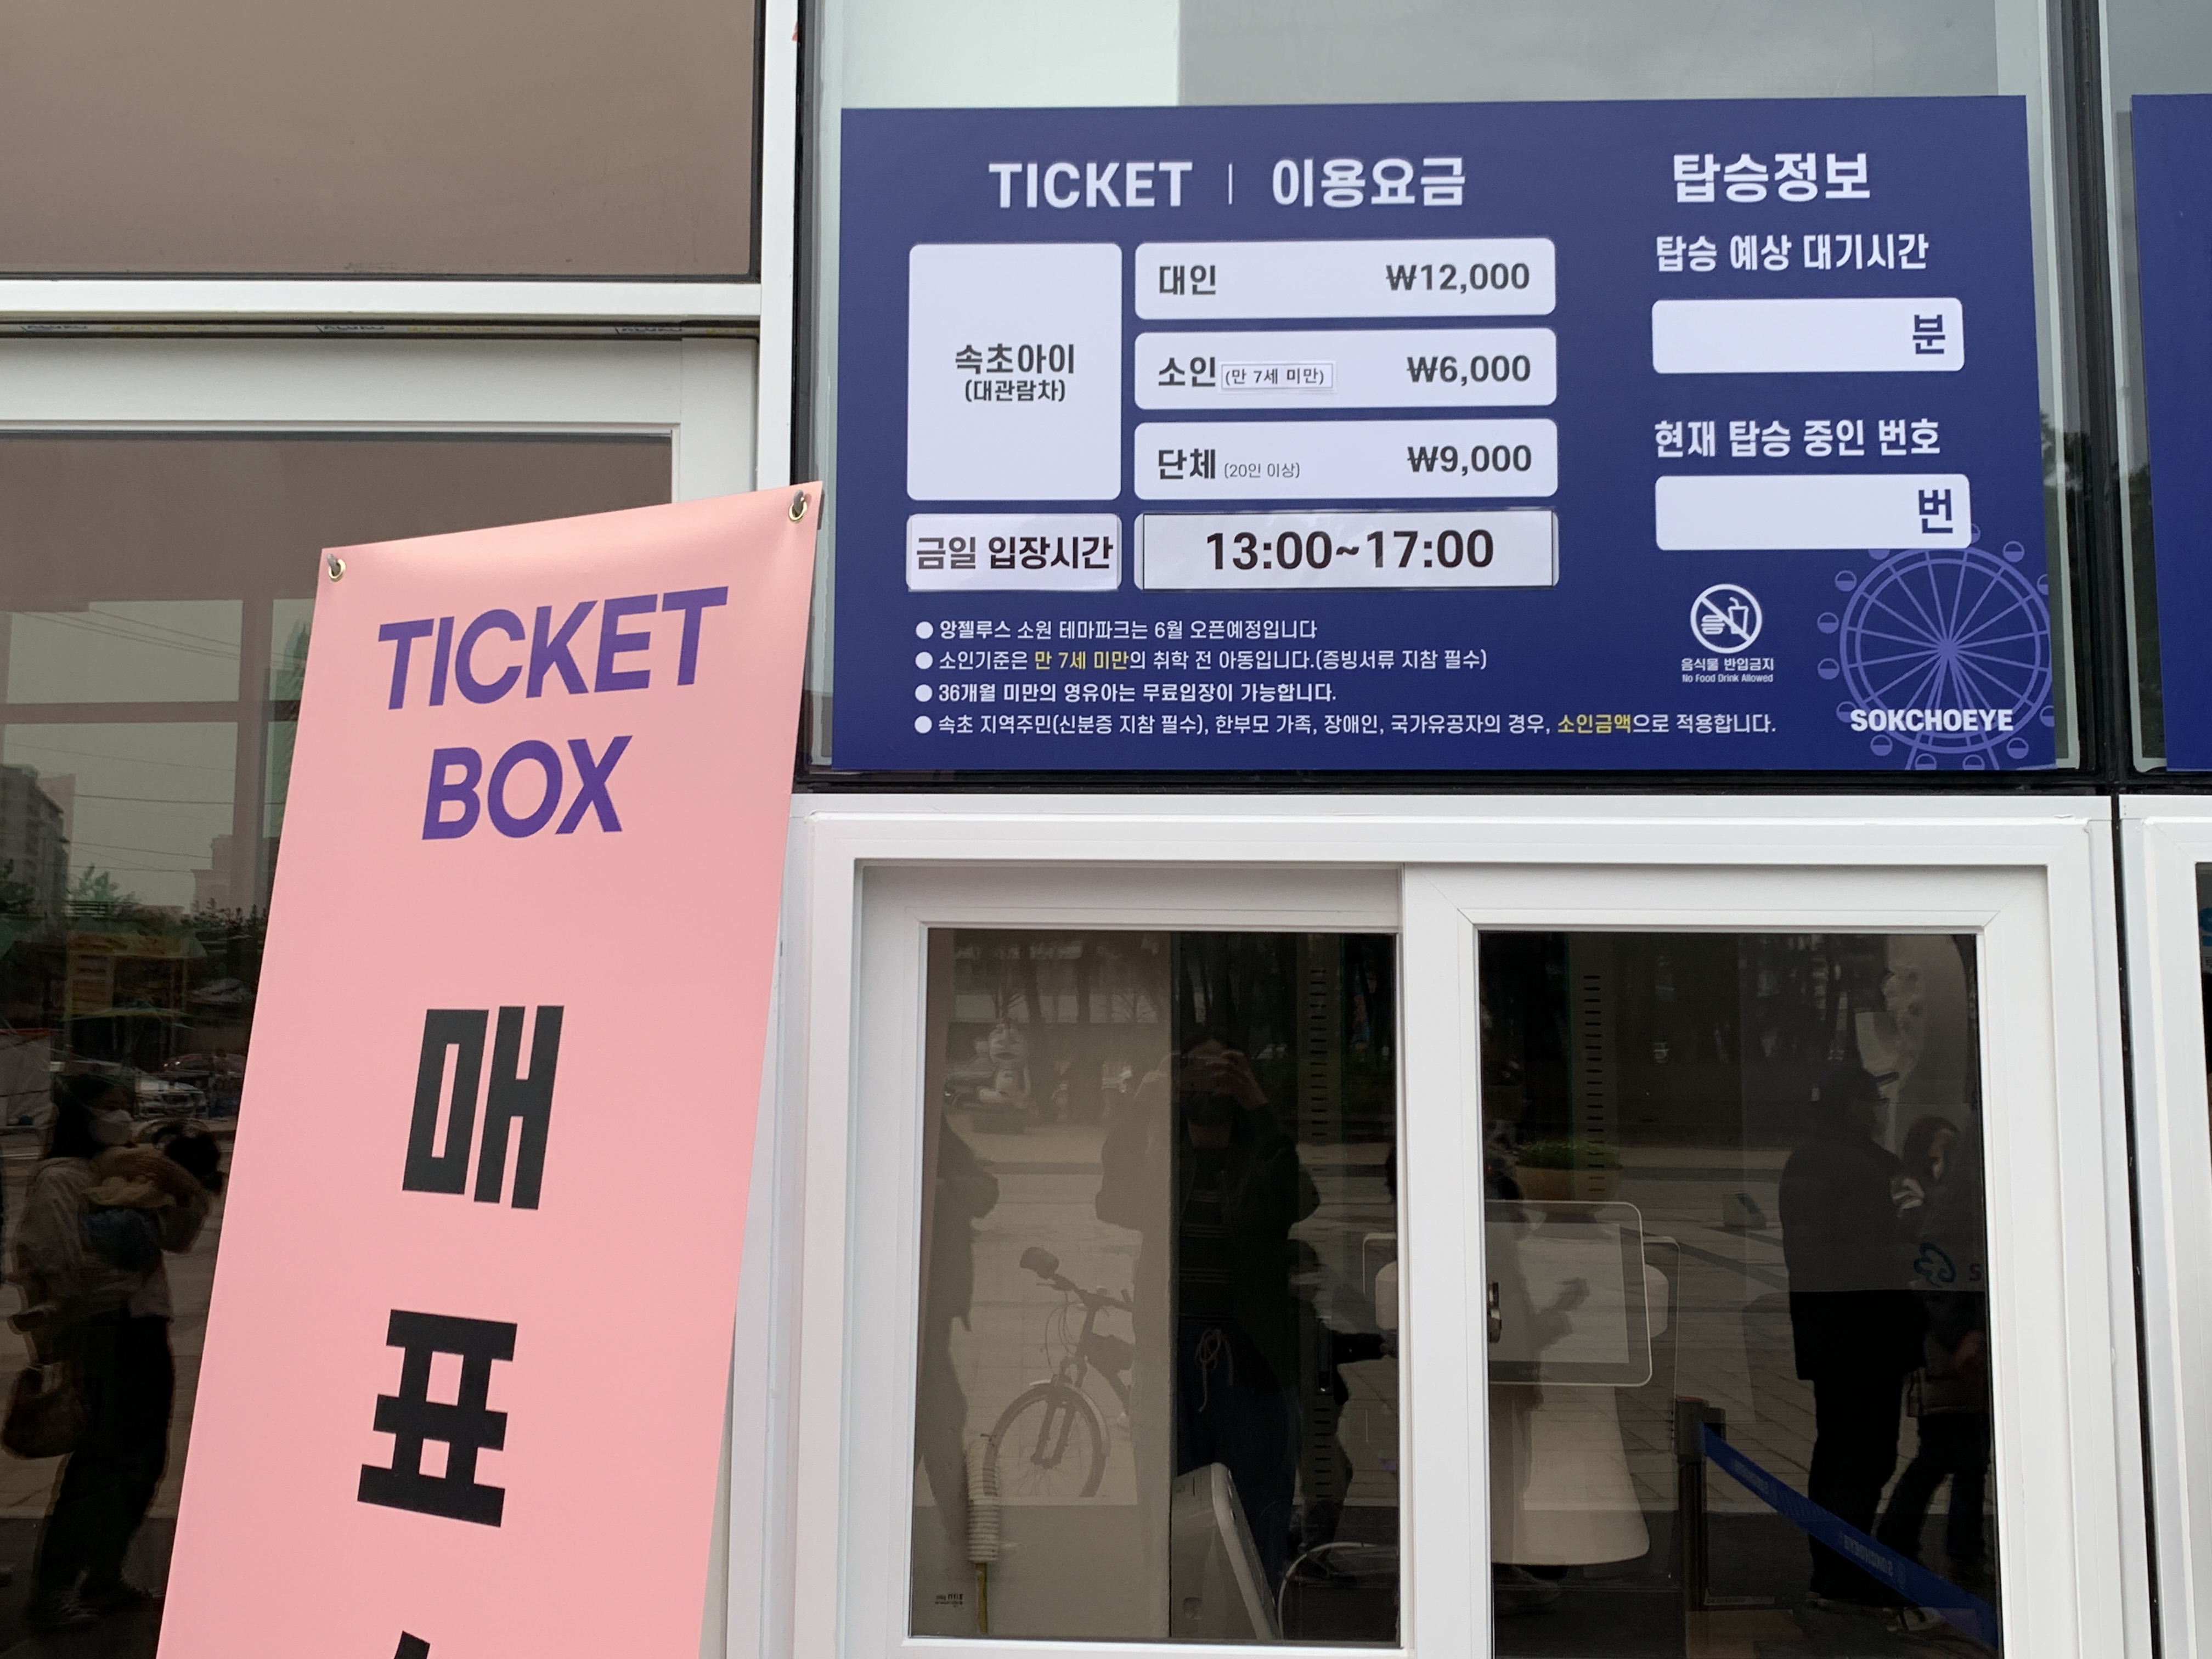 TICKET | 이용요금
속초아이
(대관람차)
대인 ₩12,000
소인 (만 7세 미만) ₩6,000
단체 (20인 이상) ₩9,000
금일 입장시간 13:00~17:00
● 앙젤루스 소원 테마파크는 6월 오픈예정입니다
● 소인기준은 만 7세 미만의 취학 전 아동입니다.(증빙서류 지참 필수)
● 36개월 미만의 영유아는 무료입장이 가능합니다.
● 속초 지역주민(신분증 지참 필수), 한부모 가족, 장애인, 국가유공자의 경우, 소인금액으로 적용합니다.
탑승정보
탑승 예상 대기시간
분
현재 탑승 중인 번호
번
음식물 반입금지
No Food Drink Allowed
SOKCHOEYE
TICKET
BOX
매
표